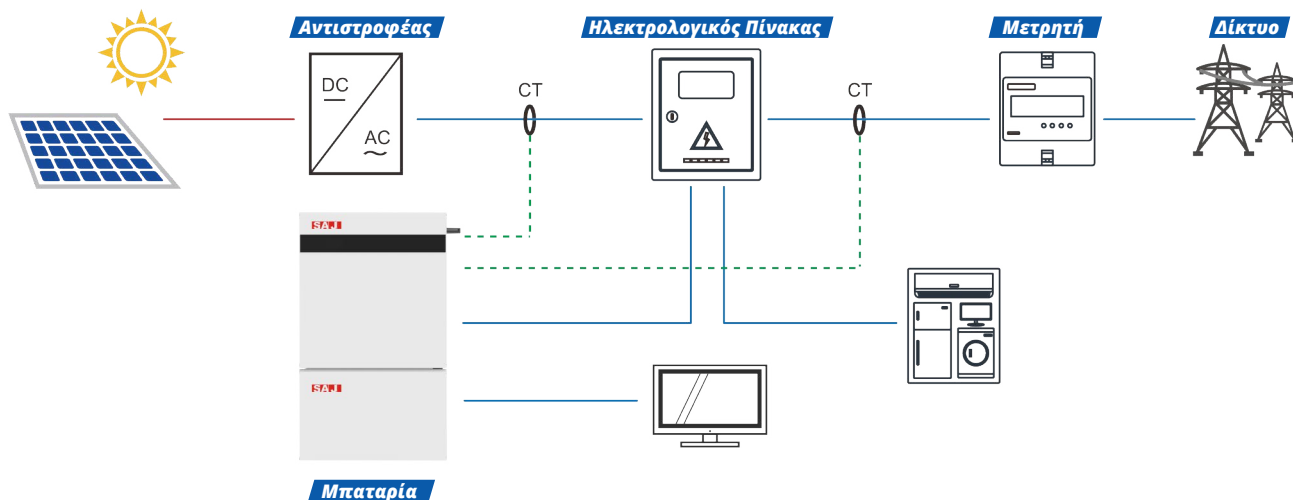 Αντιστροφέας
Ηλεκτρολογικός Πίνακας
Μετρητή
Δίκτυο
DC
AC
CT
CT
SAJ
SAJ
Μπαταρία